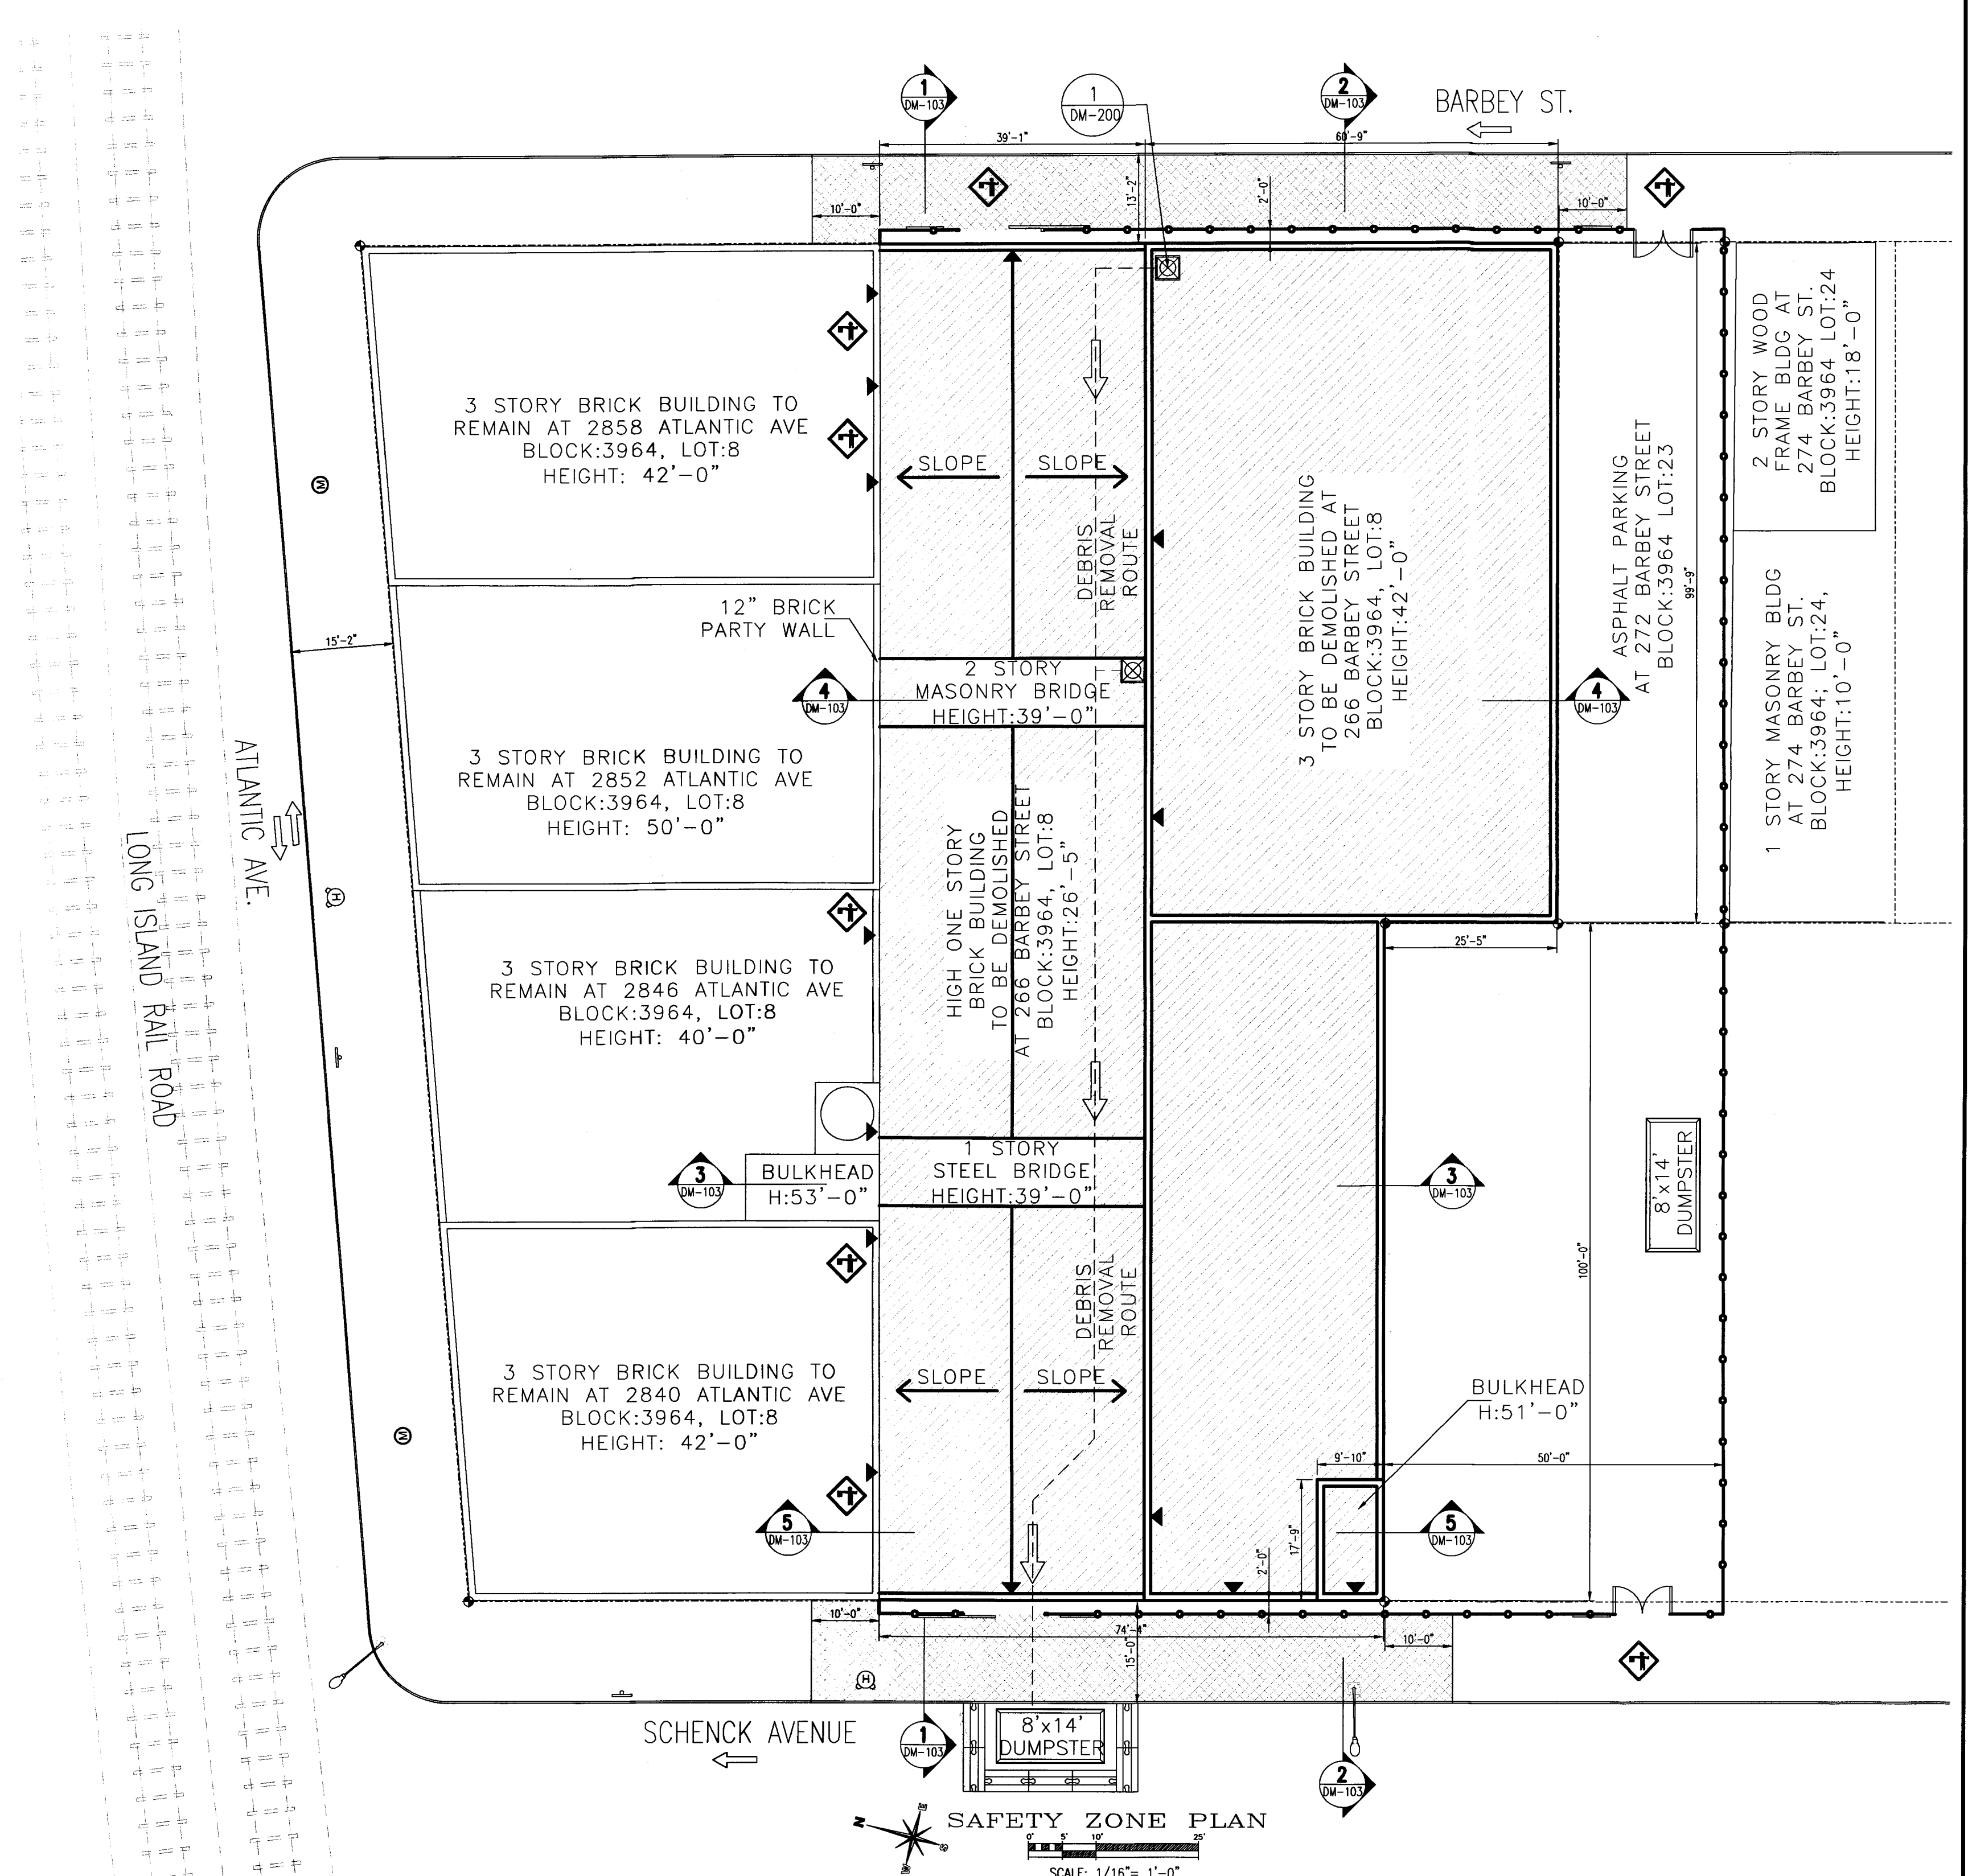 1
DM-103
1
DM-200
2
DM-103
BARBEY ST.
39'-1"
60'-9"
13'-2"
2'-0"
10'-0"
10'-0"
3 STORY BRICK BUILDING TO
REMAIN AT 2858 ATLANTIC AVE
BLOCK:3964, LOT:8
HEIGHT: 42'-0"
SLOPE
SLOPE
DEBRIS
REMOVAL
ROUTE
3 STORY BRICK BUILDING
TO BE DEMOLISHED AT
266 BARBEY STREET
BLOCK:3964, LOT:8
HEIGHT:42'-0"
ASPHALT PARKING
AT 272 BARBEY STREET
BLOCK:3964 LOT:23
99'-9"
2 STORY WOOD
FRAME BLDG AT
274 BARBEY ST.
BLOCK:3964 LOT:24
HEIGHT:18'-0"
1 STORY MASONRY BLDG
AT 274 BARBEY ST.
BLOCK:3964; LOT:24,
HEIGHT:10'-0"
M
12" BRICK
PARTY WALL
15'-2"
2 STORY
MASONRY BRIDGE
HEIGHT:39'-0"
4
DM-103
4
DM-103
3 STORY BRICK BUILDING TO
REMAIN AT 2852 ATLANTIC AVE
BLOCK:3964, LOT:8
HEIGHT: 50'-0"
ATLANTIC AVE.
LONG ISLAND RAIL ROAD
H
HIGH ONE STORY
BRICK BUILDING
TO BE DEMOLISHED
AT 266 BARBEY STREET
BLOCK:3964, LOT:8
HEIGHT:26'-5"
25'-5"
3 STORY BRICK BUILDING TO
REMAIN AT 2846 ATLANTIC AVE
BLOCK:3964, LOT:8
HEIGHT: 40'-0"
1 STORY
STEEL BRIDGE
HEIGHT:39'-0"
3
DM-103
BULKHEAD
H:53'-0"
3
DM-103
8'x14'
DUMPSTER
100'-0"
DEBRIS
REMOVAL
ROUTE
3 STORY BRICK BUILDING TO
REMAIN AT 2840 ATLANTIC AVE
BLOCK:3964, LOT:8
HEIGHT: 42'-0"
SLOPE
SLOPE
BULKHEAD
H:51'-0"
M
9'-10"
50'-0"
17'-9"
2'-0"
5
DM-103
5
DM-103
10'-0"
74'-4"
15'-0"
10'-0"
H
SCHENCK AVENUE
1
DM-103
8'x14'
DUMPSTER
2
DM-103
N
E
S
W
SAFETY ZONE PLAN
0' 5' 10' 25'
SCALE: 1/16"= 1'-0"